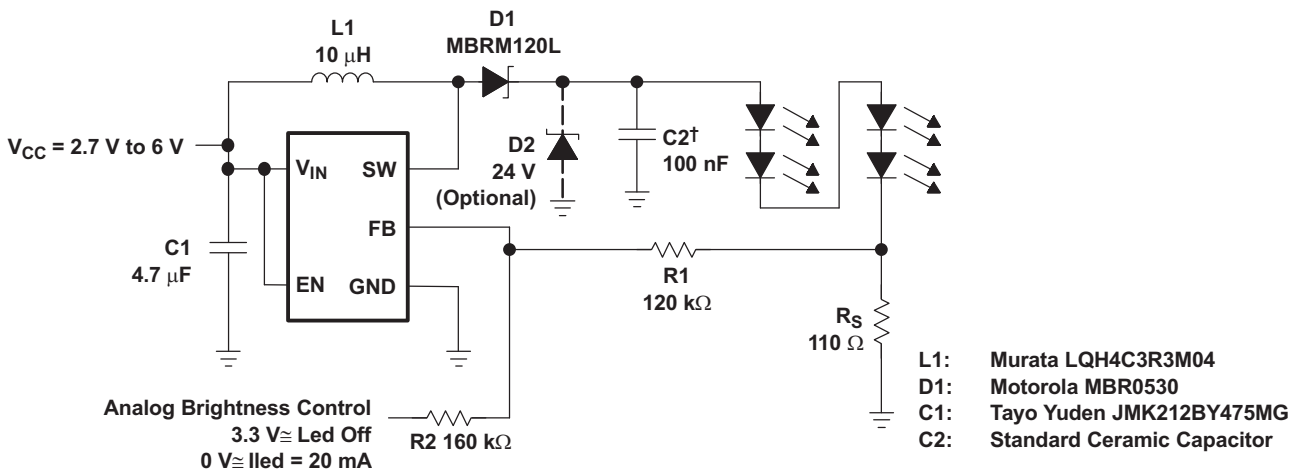 L1
10 μH
D1
MBRM120L
VCC = 2.7 V to 6 V
VIN
SW
D2
24 V
(Optional)
C2†
100 nF
FB
C1
4.7 μF
EN
GND
R1
120 kΩ
RS
110 Ω
Analog Brightness Control
3.3 V≅ Led Off
0 V≅ Iled = 20 mA
R2 160 kΩ
L1: Murata LQH4C3R3M04
D1: Motorola MBR0530
C1: Tayo Yuden JMK212BY475MG
C2: Standard Ceramic Capacitor